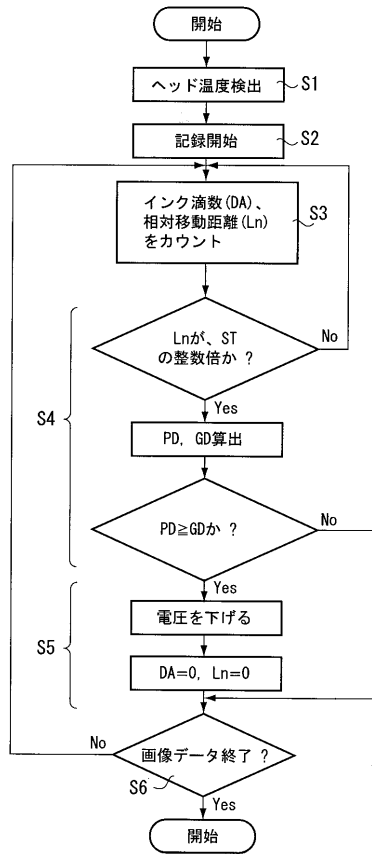 開始
ヘッド温度検出
S1
記録開始
S2
インク滴数(DA)、
相対移動距離(Ln)
をカウント
S3
Lnが、ST
の整数倍か ?
No
S4
Yes
PD, GD算出
PD≧GDか ?
No
Yes
S5
電圧を下げる
DA=0, Ln=0
No
画像データ終了 ?
S6
Yes
開始